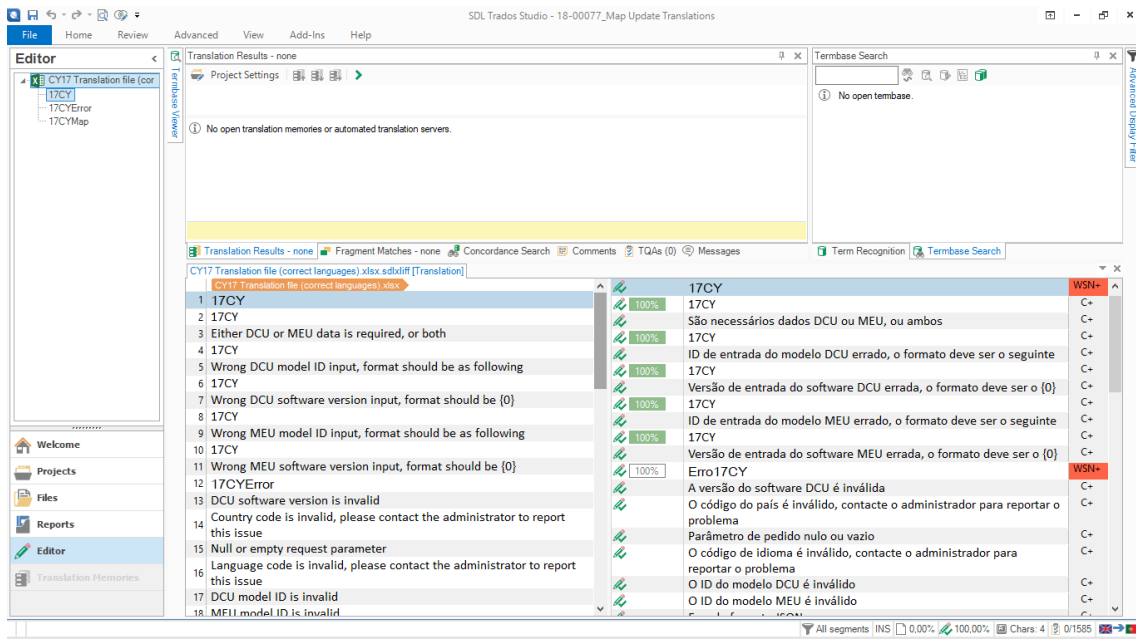 SDL Trados Studio - 18-00077_Map Update Translations
File Home Review Advanced View Add-Ins Help
Editor
CY17 Translation file (cor
17CY
17CYError
17CYMap
Welcome
Projects
Files
Reports
Editor
Translation Memories
Termbase Viewer
Translation Results - none
Project Settings
No open translation memories or automated translation servers.
Translation Results - none Fragment Matches - none Concordance Search Comments TQAs (0) Messages
Termbase Search
No open termbase.
Term Recognition Termbase Search
Advanced Display Filter
CY17 Translation file (correct languages).xlsx.sdlxliff [Translation]
CY17 Translation file (correct languages).xlsx
1 17CY 17CY WSN+
2 17CY 100% 17CY C+
3 Either DCU or MEU data is required, or both São necessários dados DCU ou MEU, ou ambos C+
4 17CY 100% 17CY C+
5 Wrong DCU model ID input, format should be as following ID de entrada do modelo DCU errado, o formato deve ser o seguinte C+
6 17CY 100% 17CY C+
7 Wrong DCU software version input, format should be {0} Versão de entrada do software DCU errada, o formato deve ser o {0} C+
8 17CY 100% 17CY C+
9 Wrong MEU model ID input, format should be as following ID de entrada do modelo MEU errado, o formato deve ser o seguinte C+
10 17CY 100% 17CY C+
11 Wrong MEU software version input, format should be {0} Versão de entrada do software MEU errada, o formato deve ser o {0} C+
12 17CYError 100% Erro17CY WSN+
13 DCU software version is invalid A versão do software DCU é inválida C+
14 Country code is invalid, please contact the administrator to report O código do país é inválido, contacte o administrador para reportar o C+
this issue problema
15 Null or empty request parameter Parâmetro de pedido nulo ou vazio C+
16 Language code is invalid, please contact the administrator to report O código de idioma é inválido, contacte o administrador para C+
this issue reportar o problema
17 DCU model ID is invalid O ID do modelo DCU é inválido C+
18 MEU model ID is invalid O ID do modelo MEU é inválido C+
All segments INS 0,00% 100,00% Chars: 4 0/1585